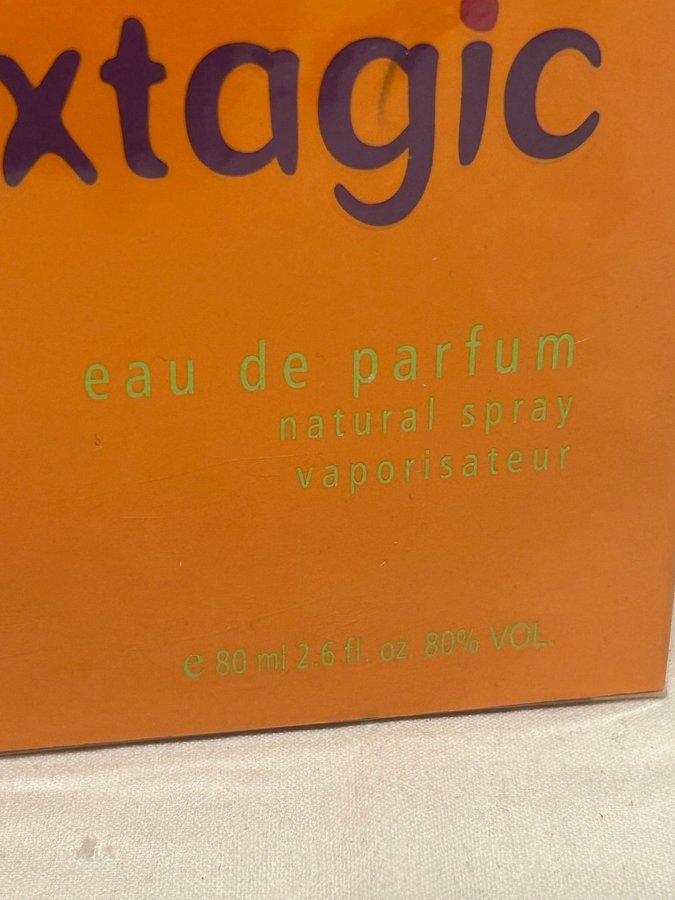 xtagic
eau de parfum
natural spray
vaporisateur
e 80 ml 2.6 fl. oz. 80% VOL.